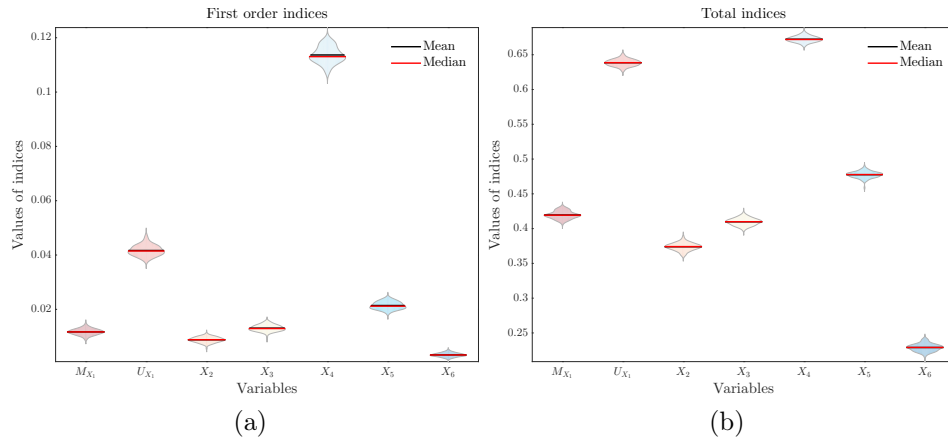 First order indices
Total indices
0.12
0.1
0.08
0.06
0.04
0.02
Values of indices
Mean
Median
M_{X_1}
U_{X_1}
X_2
X_3
X_4
X_5
X_6
Variables
(a)
0.65
0.6
0.55
0.5
0.45
0.4
0.35
0.3
0.25
Values of indices
Mean
Median
M_{X_1}
U_{X_1}
X_2
X_3
X_4
X_5
X_6
Variables
(b)